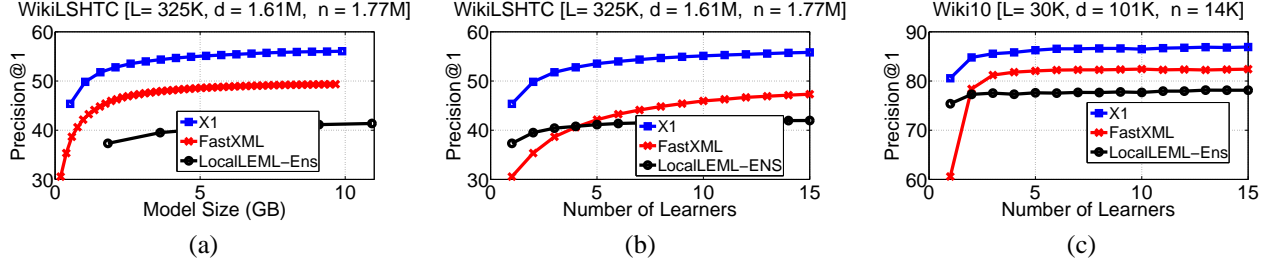 WikiLSHTC [L= 325K, d = 1.61M, n = 1.77M]
Precision@1
60
50
40
30
0
5
10
X1
FastXML
LocalLEML−Ens
Model Size (GB)
(a)
WikiLSHTC [L= 325K, d = 1.61M, n = 1.77M]
Precision@1
60
50
40
30
0
5
10
15
X1
FastXML
LocalLEML−ENS
Number of Learners
(b)
Wiki10 [L= 30K, d = 101K, n = 14K]
Precision@1
90
80
70
60
0
5
10
15
X1
FastXML
LocalLEML−Ens
Number of Learners
(c)